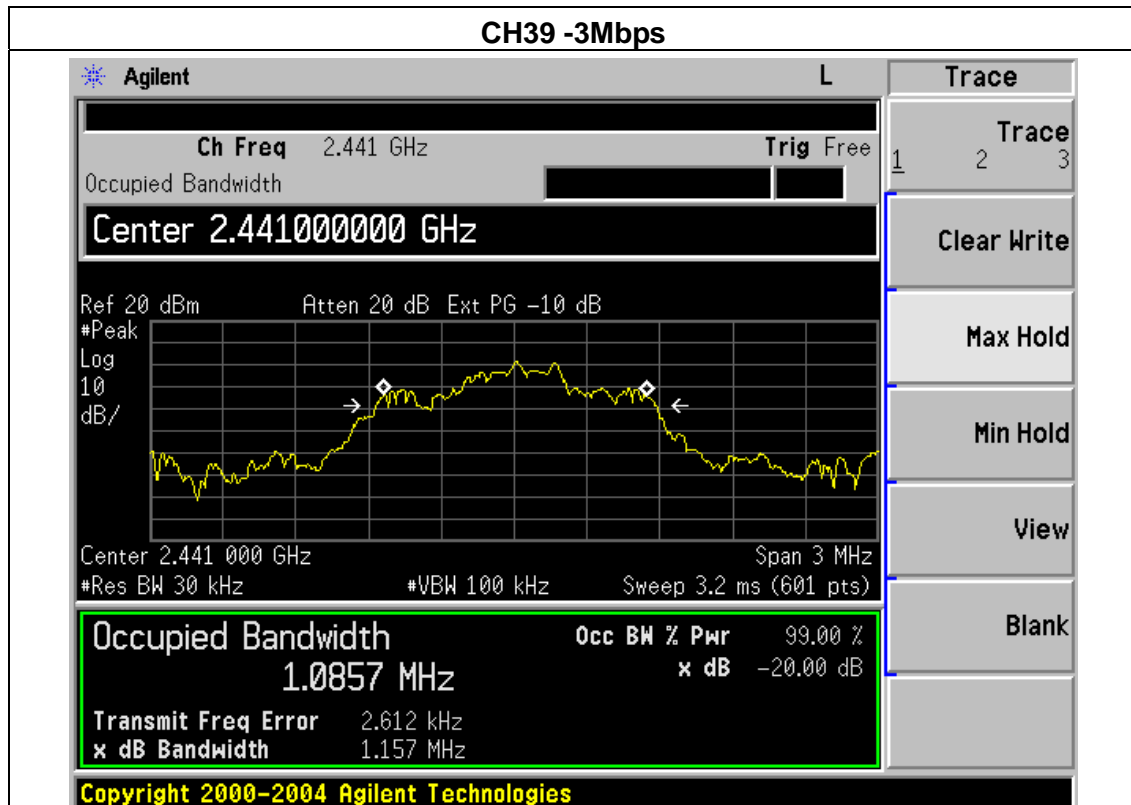 CH39 -3Mbps
Agilent L Trace
Ch Freq 2.441 GHz Trig Free
Occupied Bandwidth
Center 2.441000000 GHz
Ref 20 dBm Atten 20 dB Ext PG -10 dB
#Peak
Log
10
dB/
Center 2.441 000 GHz Span 3 MHz
#Res BW 30 kHz #VBW 100 kHz Sweep 3.2 ms (601 pts)
Occupied Bandwidth
1.0857 MHz
Occ BW % Pwr 99.00 %
x dB -20.00 dB
Transmit Freq Error 2.612 kHz
x dB Bandwidth 1.157 MHz
Trace
1 2 3
Clear Write
Max Hold
Min Hold
View
Blank
Copyright 2000-2004 Agilent Technologies